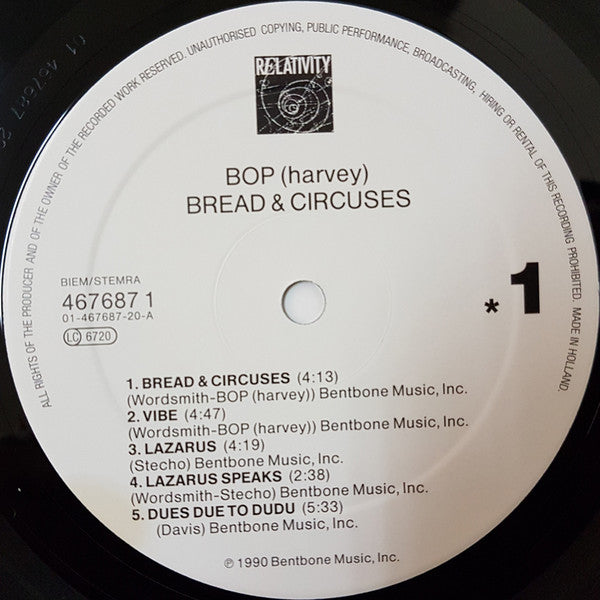 ALL RIGHTS OF THE PRODUCER AND OF THE OWNER OF THE RECORDED WORK RESERVED. UNAUTHORISED COPYING, PUBLIC PERFORMANCE, BROADCASTING, HIRING OR RENTAL OF THIS RECORDING PROHIBITED. MADE IN HOLLAND.
RELATIVITY
BOP (harvey)
BREAD & CIRCUSES
BIEM/STEMRA
467687 1
01-467687-20-A
LC 6720
* 1
1. BREAD & CIRCUSES (4:13)
(Wordsmith-BOP (harvey)) Bentbone Music, Inc.
2. VIBE (4:47)
(Wordsmith-BOP (harvey)) Bentbone Music, Inc.
3. LAZARUS (4:19)
(Stecho) Bentbone Music, Inc.
4. LAZARUS SPEAKS (2:38)
(Wordsmith-Stecho) Bentbone Music, Inc.
5. DUES DUE TO DUDU (5:33)
(Davis) Bentbone Music, Inc.
℗ 1990 Bentbone Music, Inc.